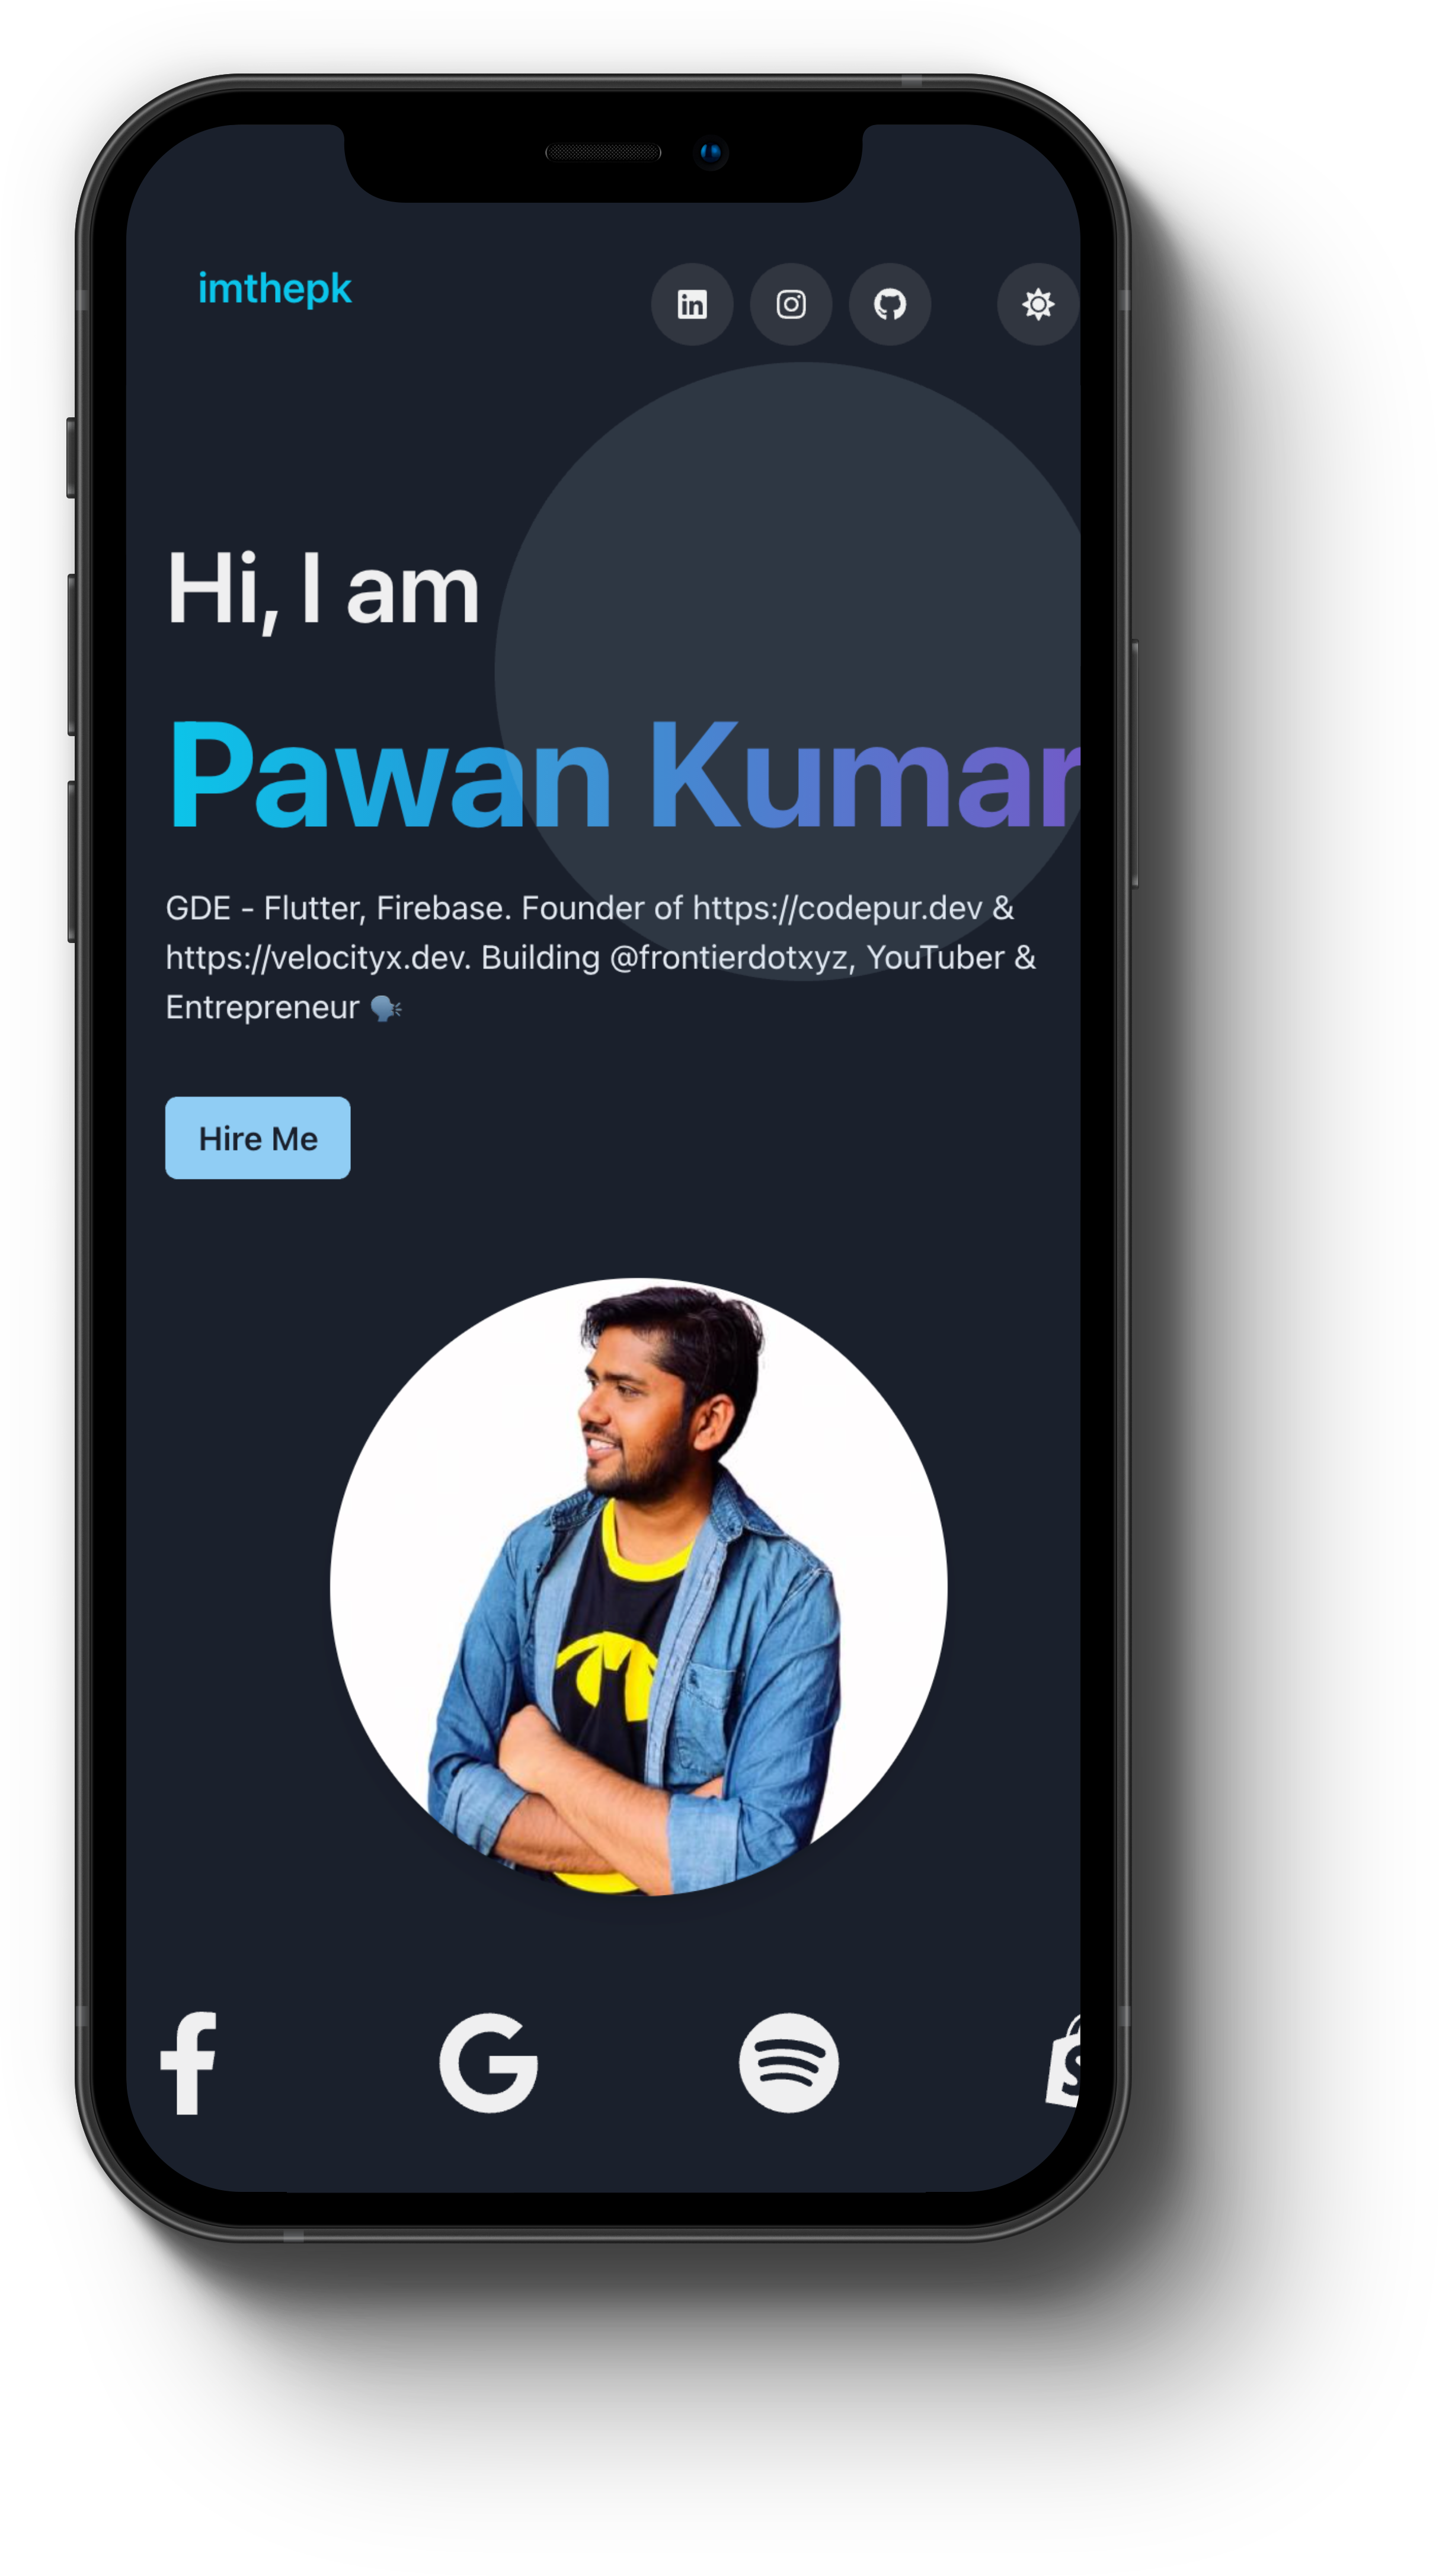 imthepk
Hi, I am
Pawan Kumar
GDE - Flutter, Firebase. Founder of https://codepur.dev &
https://velocityx.dev. Building @frontierdotxyz, YouTuber &
Entrepreneur 🗣
Hire Me